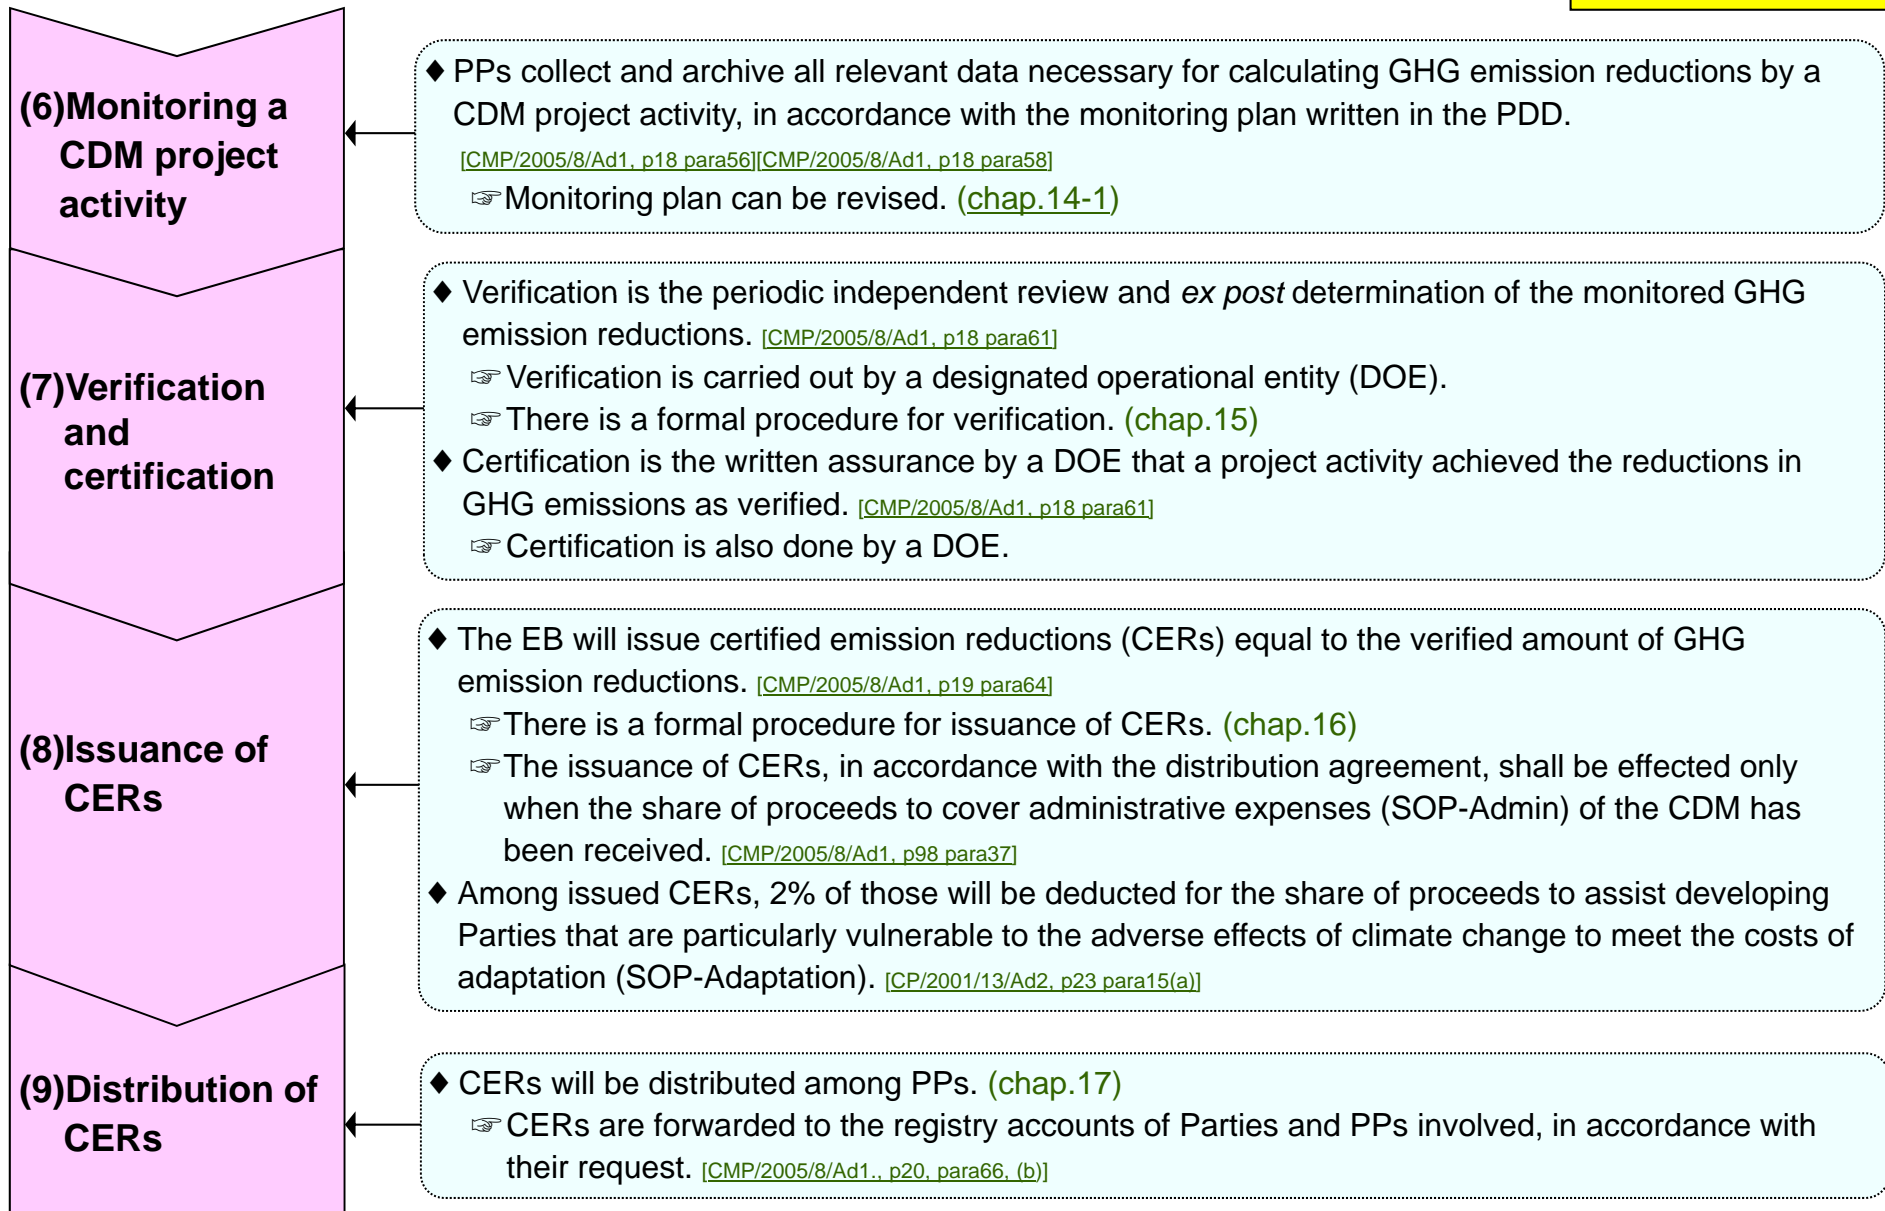 (6)Monitoring a
CDM project
activity
♦ PPs collect and archive all relevant data necessary for calculating GHG emission reductions by a
CDM project activity, in accordance with the monitoring plan written in the PDD.
[CMP/2005/8/Ad1, p18 para56][CMP/2005/8/Ad1, p18 para58]
☞Monitoring plan can be revised. (chap.14-1)
(7)Verification
and
certification
♦ Verification is the periodic independent review and ex post determination of the monitored GHG
emission reductions. [CMP/2005/8/Ad1, p18 para61]
☞Verification is carried out by a designated operational entity (DOE).
☞There is a formal procedure for verification. (chap.15)
♦ Certification is the written assurance by a DOE that a project activity achieved the reductions in
GHG emissions as verified. [CMP/2005/8/Ad1, p18 para61]
☞Certification is also done by a DOE.
(8)Issuance of
CERs
♦ The EB will issue certified emission reductions (CERs) equal to the verified amount of GHG
emission reductions. [CMP/2005/8/Ad1, p19 para64]
☞There is a formal procedure for issuance of CERs. (chap.16)
☞The issuance of CERs, in accordance with the distribution agreement, shall be effected only
when the share of proceeds to cover administrative expenses (SOP-Admin) of the CDM has
been received. [CMP/2005/8/Ad1, p98 para37]
♦ Among issued CERs, 2% of those will be deducted for the share of proceeds to assist developing
Parties that are particularly vulnerable to the adverse effects of climate change to meet the costs of
adaptation (SOP-Adaptation). [CP/2001/13/Ad2, p23 para15(a)]
(9)Distribution of
CERs
♦ CERs will be distributed among PPs. (chap.17)
☞CERs are forwarded to the registry accounts of Parties and PPs involved, in accordance with
their request. [CMP/2005/8/Ad1., p20, para66, (b)]